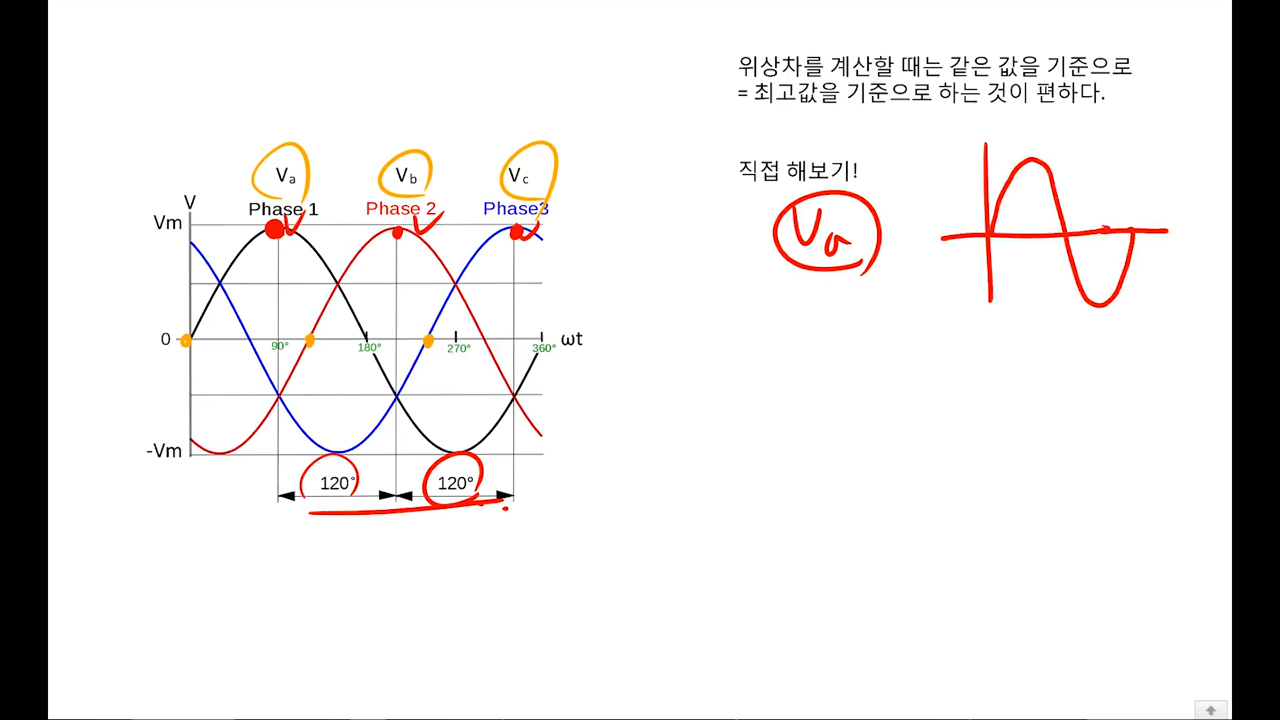 위상차를 계산할 때는 같은 값을 기준으로
= 최고값을 기준으로 하는 것이 편하다.
직접 해보기!
Va
Va Vb Vc
V
Phase 1 Phase 2 Phase3
Vm
0
90° 180° 270° 360° ωt
-Vm
120° 120°